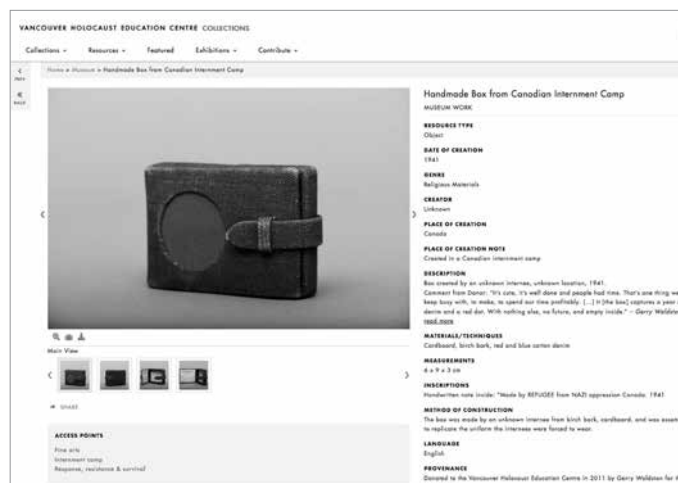 VANCOUVER HOLOCAUST EDUCATION CENTRE COLLECTIONS
Collections
Resources
Featured
Exhibitions
Contribute
PREV
BACK
Home » Museum » Handmade Box from Canadian Internment Camp
Main View
SHARE
ACCESS POINTS
Fine arts
Internment camp
Response, resistance & survival
Handmade Box from Canadian Internment Camp
MUSEUM WORK
RESOURCE TYPE
Object
DATE OF CREATION
1941
GENRE
Religious Materials
CREATOR
Unknown
PLACE OF CREATION
Canada
PLACE OF CREATION NOTE
Created in a Canadian internment camp
DESCRIPTION
Box created by an unknown internee, unknown location, 1941.
Comment from Donor: "It's cute, it's well done and people had time. That's one thing we
keep busy with, to make, to spend our time profitably. [...] It [the box] captures a year
denim and a red dot. With nothing else, no future, and empty inside." – Gerry Waldston
read more
MATERIALS/TECHNIQUES
Cardboard, birch bark, red and blue cotton denim
MEASUREMENTS
6 x 9 x 3 cm
INSCRIPTIONS
Handwritten note inside: "Made by REFUGEE from NAZI oppression Canada. 1941
METHOD OF CONSTRUCTION
The box was made by an unknown internee from birch bark, cardboard, and was
to replicate the uniform the internees were forced to wear.
LANGUAGE
English
PROVENANCE
Donated to the Vancouver Holocaust Education Centre in 2011 by Gerry Waldston for